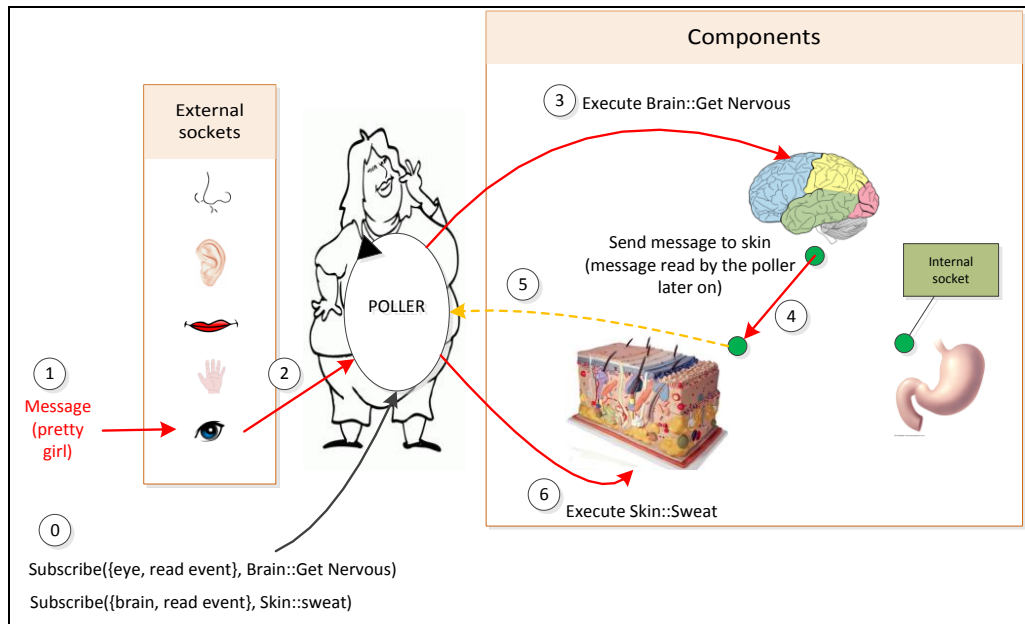 Components
External
sockets
3 Execute Brain::Get Nervous
Send message to skin
(message read by the poller
later on)
Internal
socket
5
POLLER
4
1
2
Message
(pretty
girl)
6
Execute Skin::Sweat
0
Subscribe({eye, read event}, Brain::Get Nervous)
Subscribe({brain, read event}, Skin::sweat)